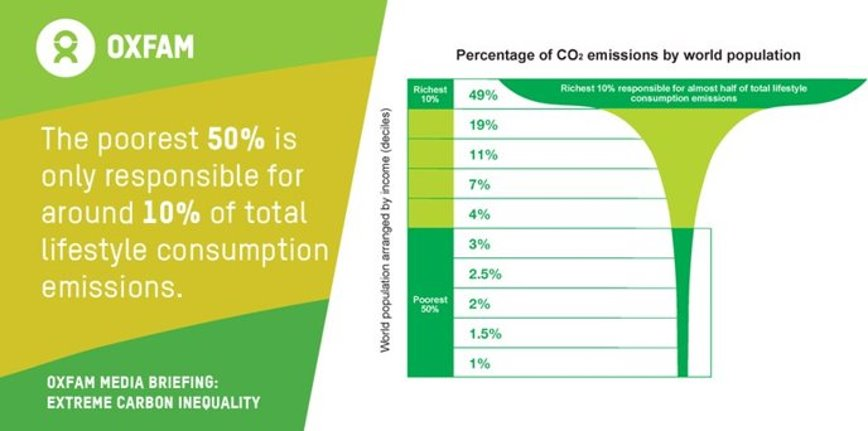 OXFAM
The poorest 50% is
only responsible for
around 10% of total
lifestyle consumption
emissions.
OXFAM MEDIA BRIEFING:
EXTREME CARBON INEQUALITY
Percentage of CO₂ emissions by world population
World population arranged by income (deciles)
Richest
10%
49%
Richest 10% responsible for almost half of total lifestyle
consumption emissions
19%
11%
7%
4%
3%
2.5%
Poorest
50%
2%
1.5%
1%